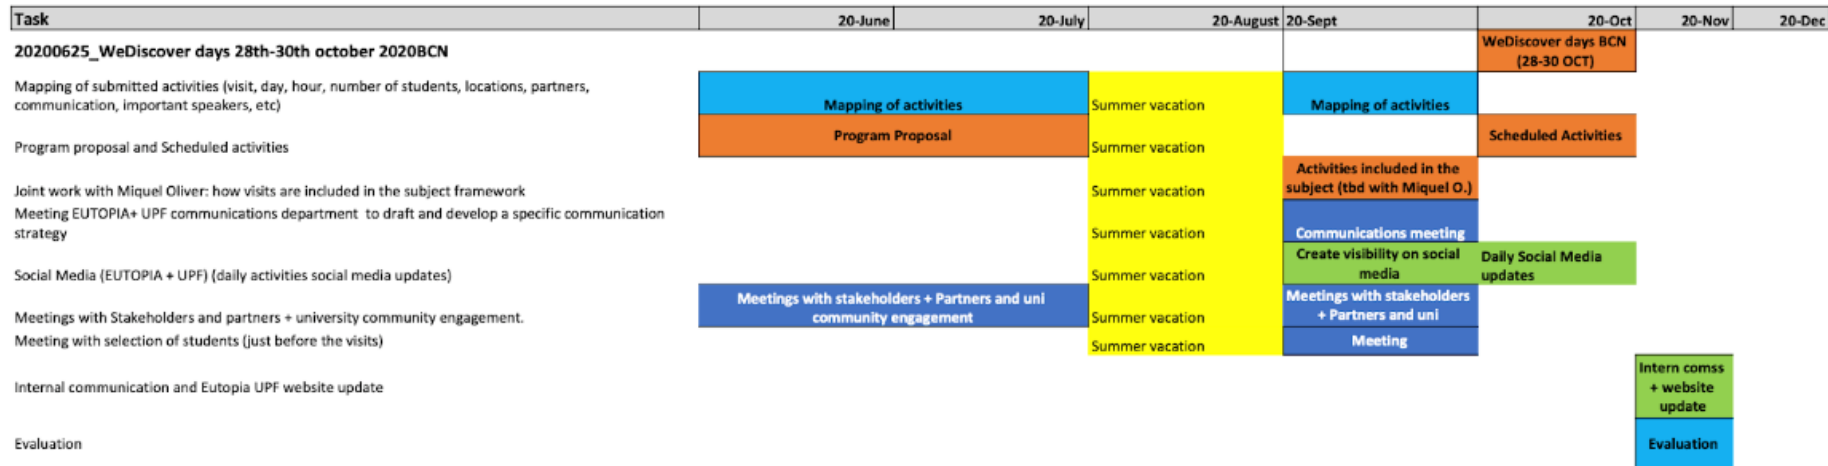 Task 20-June 20-July 20-August 20-Sept 20-Oct 20-Nov 20-Dec
20200625_WeDiscover days 28th-30th october 2020BCN
WeDiscover days BCN
(28-30 OCT)
Mapping of submitted activities (visit, day, hour, number of students, locations, partners,
communication, important speakers, etc)
Mapping of activities
Summer vacation
Mapping of activities
Program proposal and Scheduled activities
Program Proposal
Summer vacation
Scheduled Activities
Joint work with Miquel Oliver: how visits are included in the subject framework
Summer vacation
Activities included in the
subject (tbd with Miquel O.)
Meeting EUTOPIA+ UPF communications department to draft and develop a specific communication
strategy
Summer vacation
Communications meeting
Social Media (EUTOPIA + UPF) (daily activities social media updates)
Summer vacation
Create visibility on social
media
Daily Social Media
updates
Meetings with Stakeholders and partners + university community engagement.
Meetings with stakeholders + Partners and uni
community engagement
Summer vacation
Meetings with stakeholders
+ Partners and uni
Meeting with selection of students (just before the visits)
Summer vacation
Meeting
Internal communication and Eutopia UPF website update
Intern comss
+ website
update
Evaluation
Evaluation